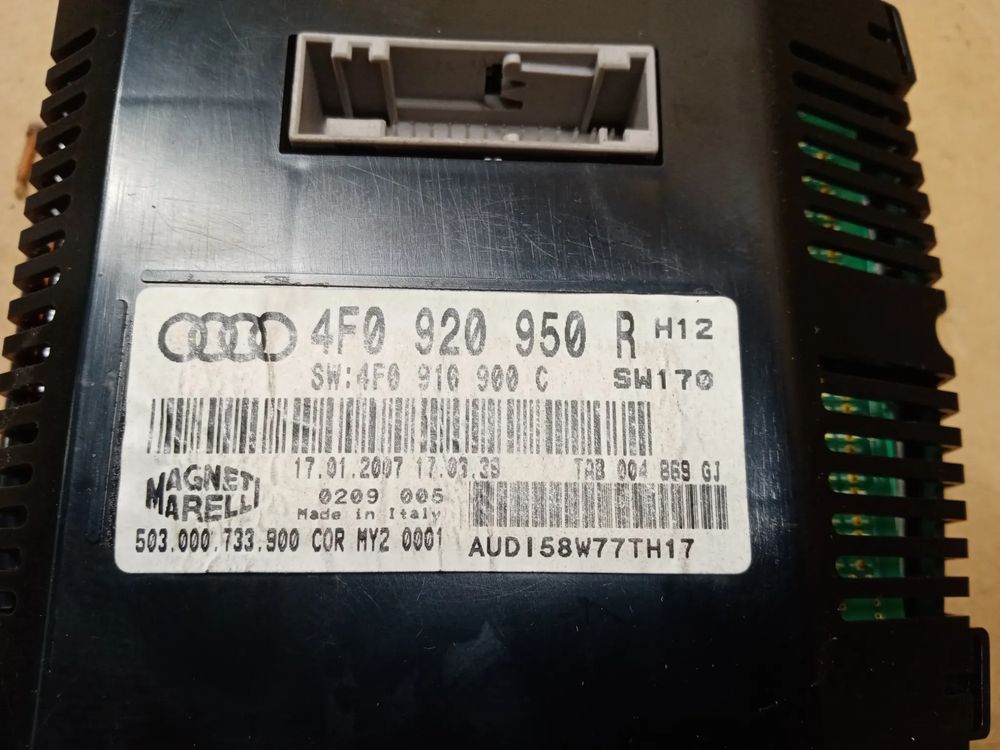 4F0 920 950 R H12
SW:4F0 910 900 C SW170
17.01.2007 17.03.39 TAB 004 869 GJ
MAGNETI MARELLI
0209 005
Made in Italy
503.000.733.900 COR MY2 0001
AUDI58W77TH17